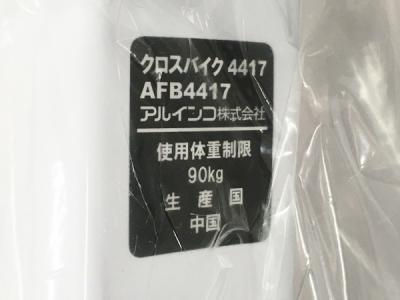 クロスバイク 4417
AFB4417
アルインコ株式会社
使用体重制限
90kg
生産国
中国